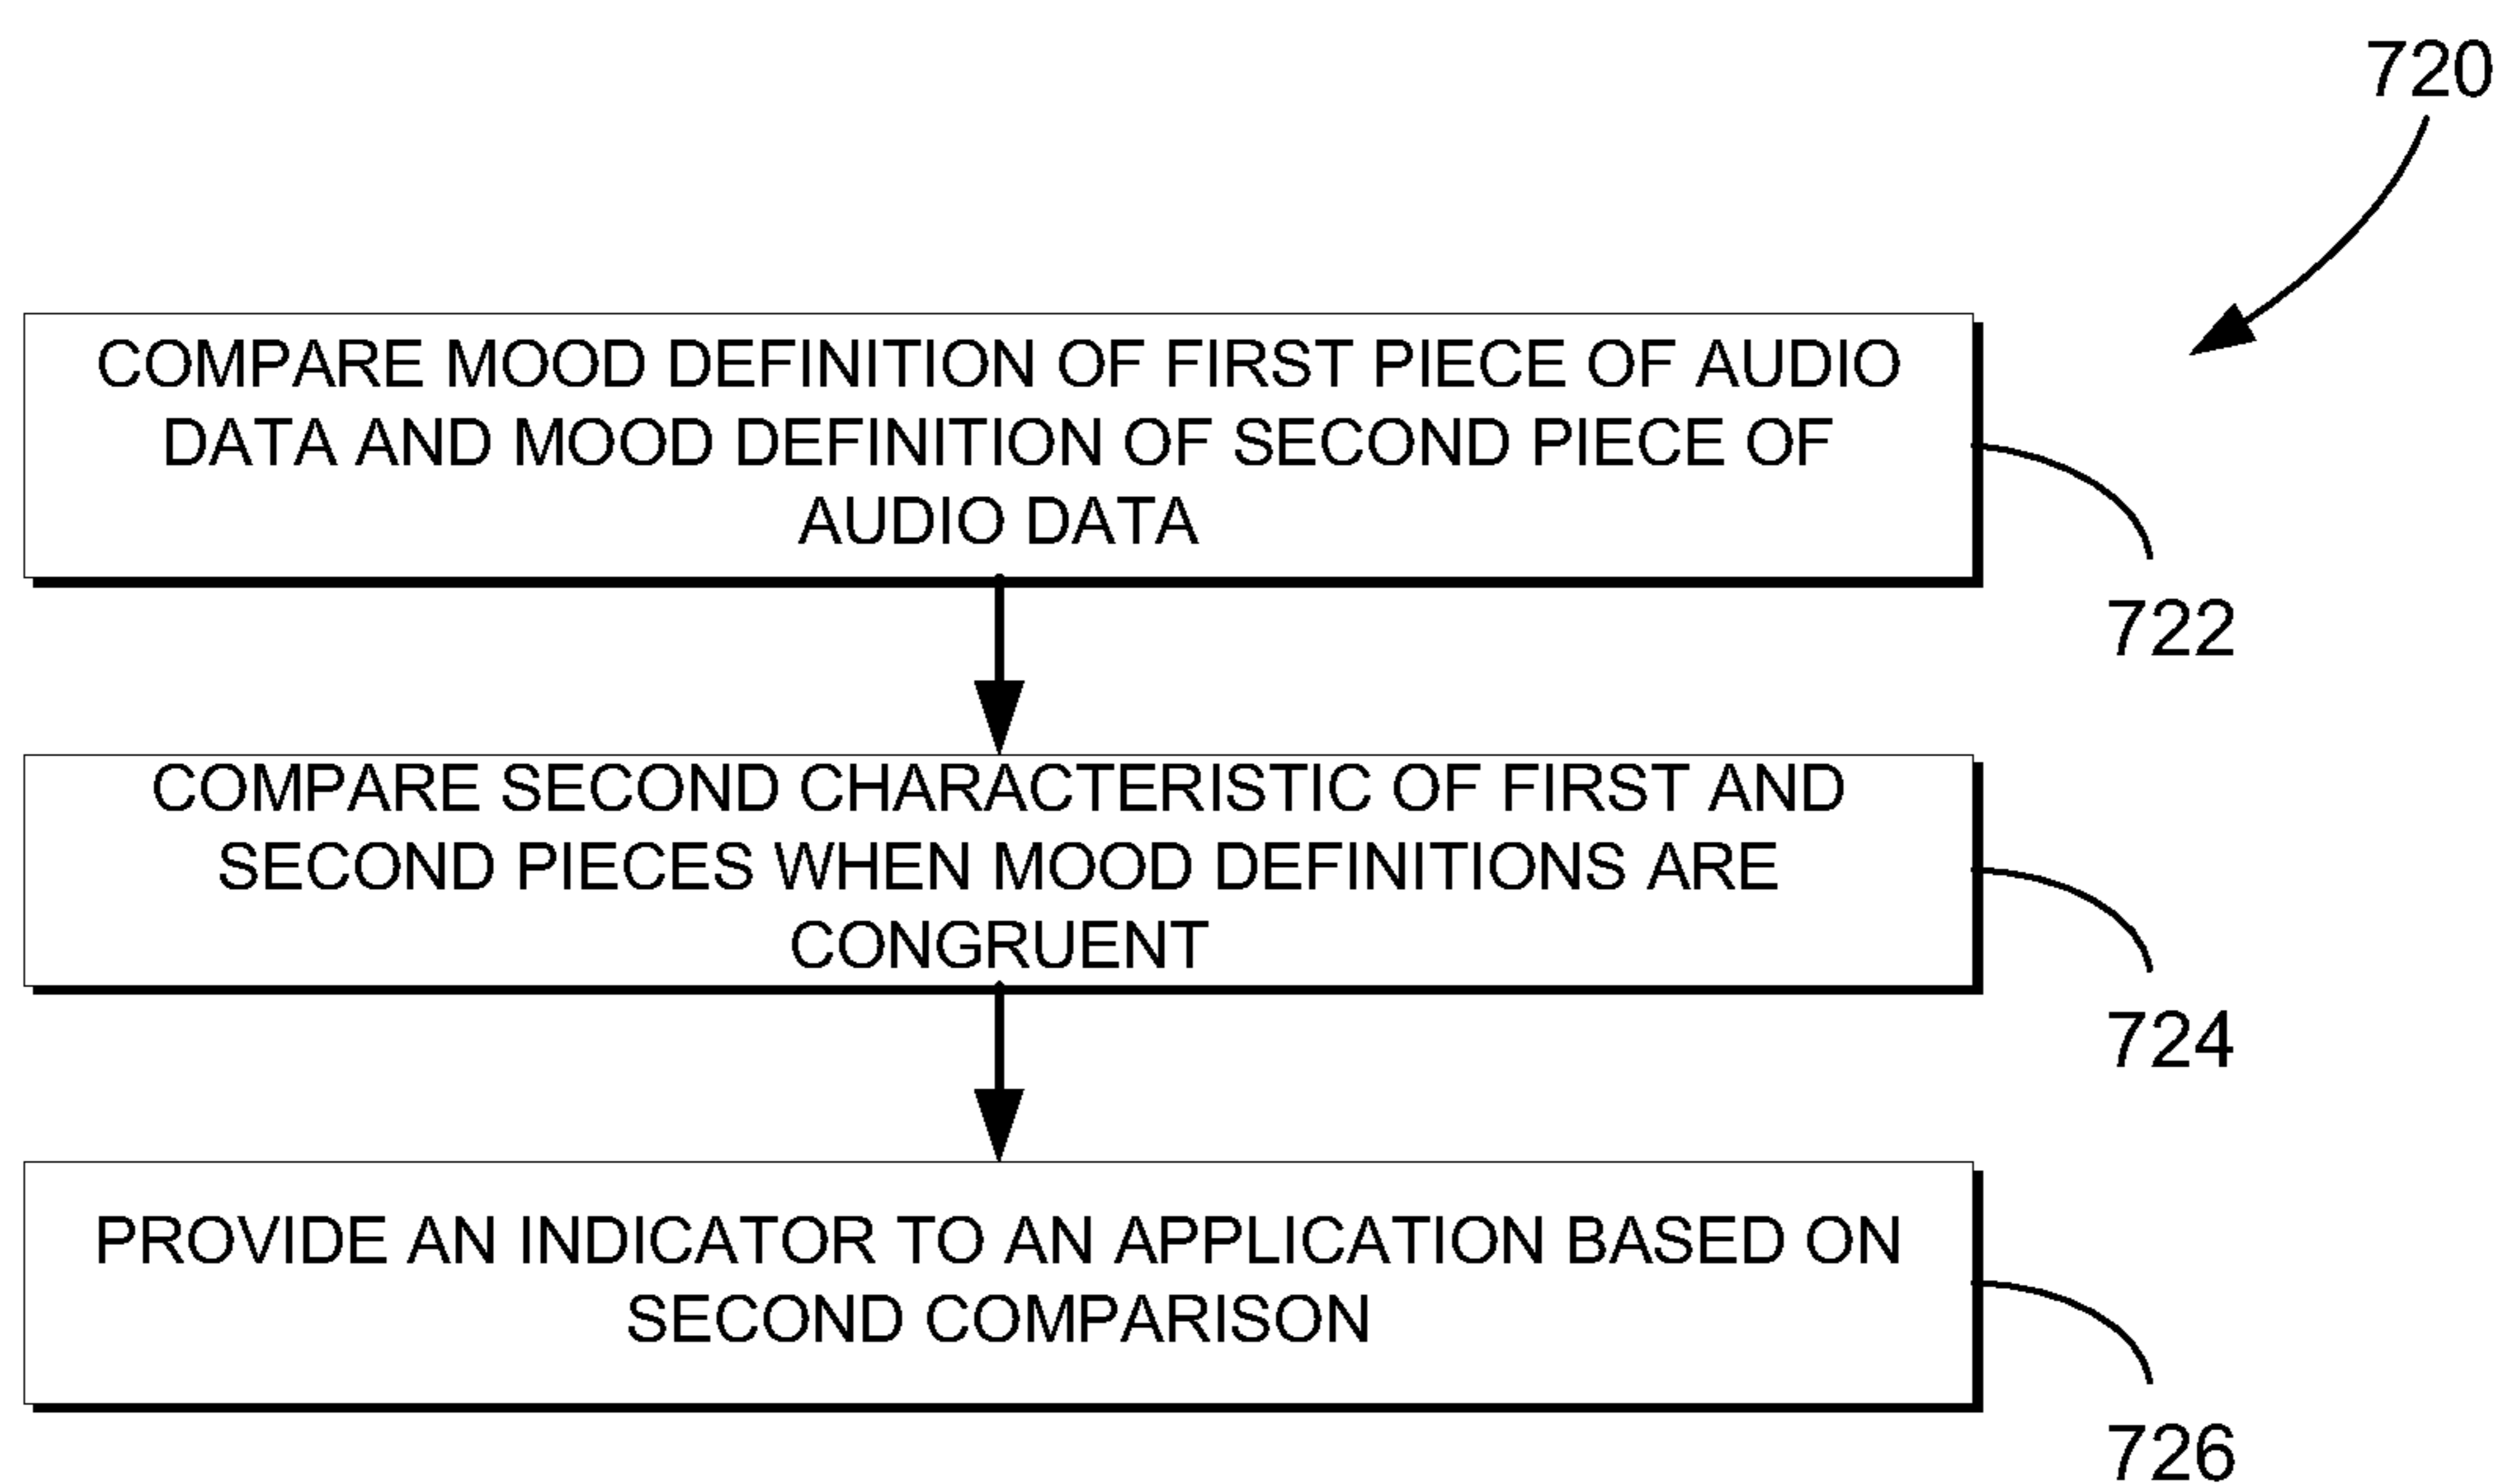 720
COMPARE MOOD DEFINITION OF FIRST PIECE OF AUDIO
DATA AND MOOD DEFINITION OF SECOND PIECE OF
AUDIO DATA
722
COMPARE SECOND CHARACTERISTIC OF FIRST AND
SECOND PIECES WHEN MOOD DEFINITIONS ARE
CONGRUENT
724
PROVIDE AN INDICATOR TO AN APPLICATION BASED ON
SECOND COMPARISON
726